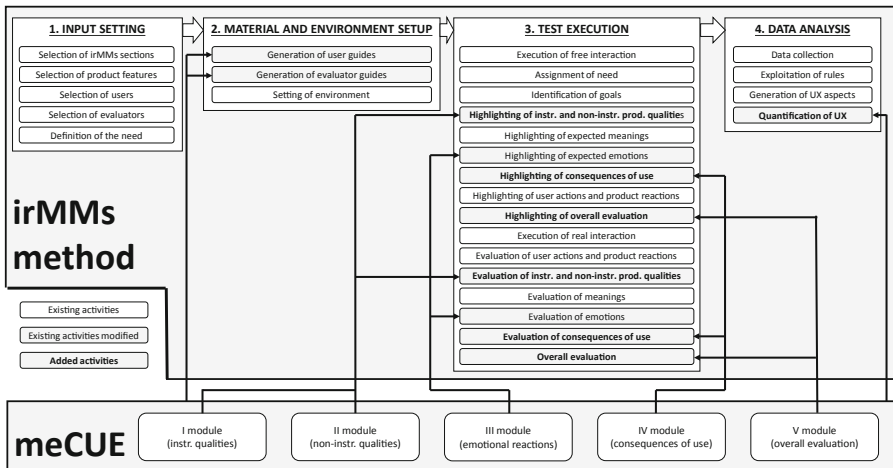 1. INPUT SETTING
Selection of irMMs sections
Selection of product features
Selection of users
Selection of evaluators
Definition of the need
2. MATERIAL AND ENVIRONMENT SETUP
Generation of user guides
Generation of evaluator guides
Setting of environment
3. TEST EXECUTION
Execution of free interaction
Assignment of need
Identification of goals
Highlighting of instr. and non-instr. prod. qualities
Highlighting of expected meanings
Highlighting of expected emotions
Highlighting of consequences of use
Highlighting of user actions and product reactions
Highlighting of overall evaluation
Execution of real interaction
Evaluation of user actions and product reactions
Evaluation of instr. and non-instr. prod. qualities
Evaluation of meanings
Evaluation of emotions
Evaluation of consequences of use
Overall evaluation
4. DATA ANALYSIS
Data collection
Exploitation of rules
Generation of UX aspects
Quantification of UX
irMMs
method
Existing activities
Existing activities modified
Added activities
meCUE
I module
(instr. qualities)
II module
(non-instr. qualities)
III module
(emotional reactions)
IV module
(consequences of use)
V module
(overall evaluation)